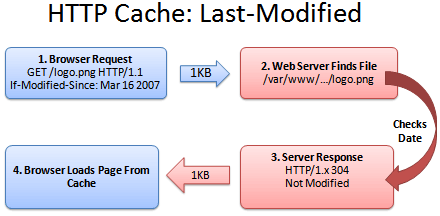 HTTP Cache: Last-Modified
1. Browser Request
GET /logo.png HTTP/1.1
If-Modified-Since: Mar 16 2007
1KB
2. Web Server Finds File
/var/www/.../logo.png
Checks
Date
3. Server Response
HTTP/1.x 304
Not Modified
1KB
4. Browser Loads Page From
Cache